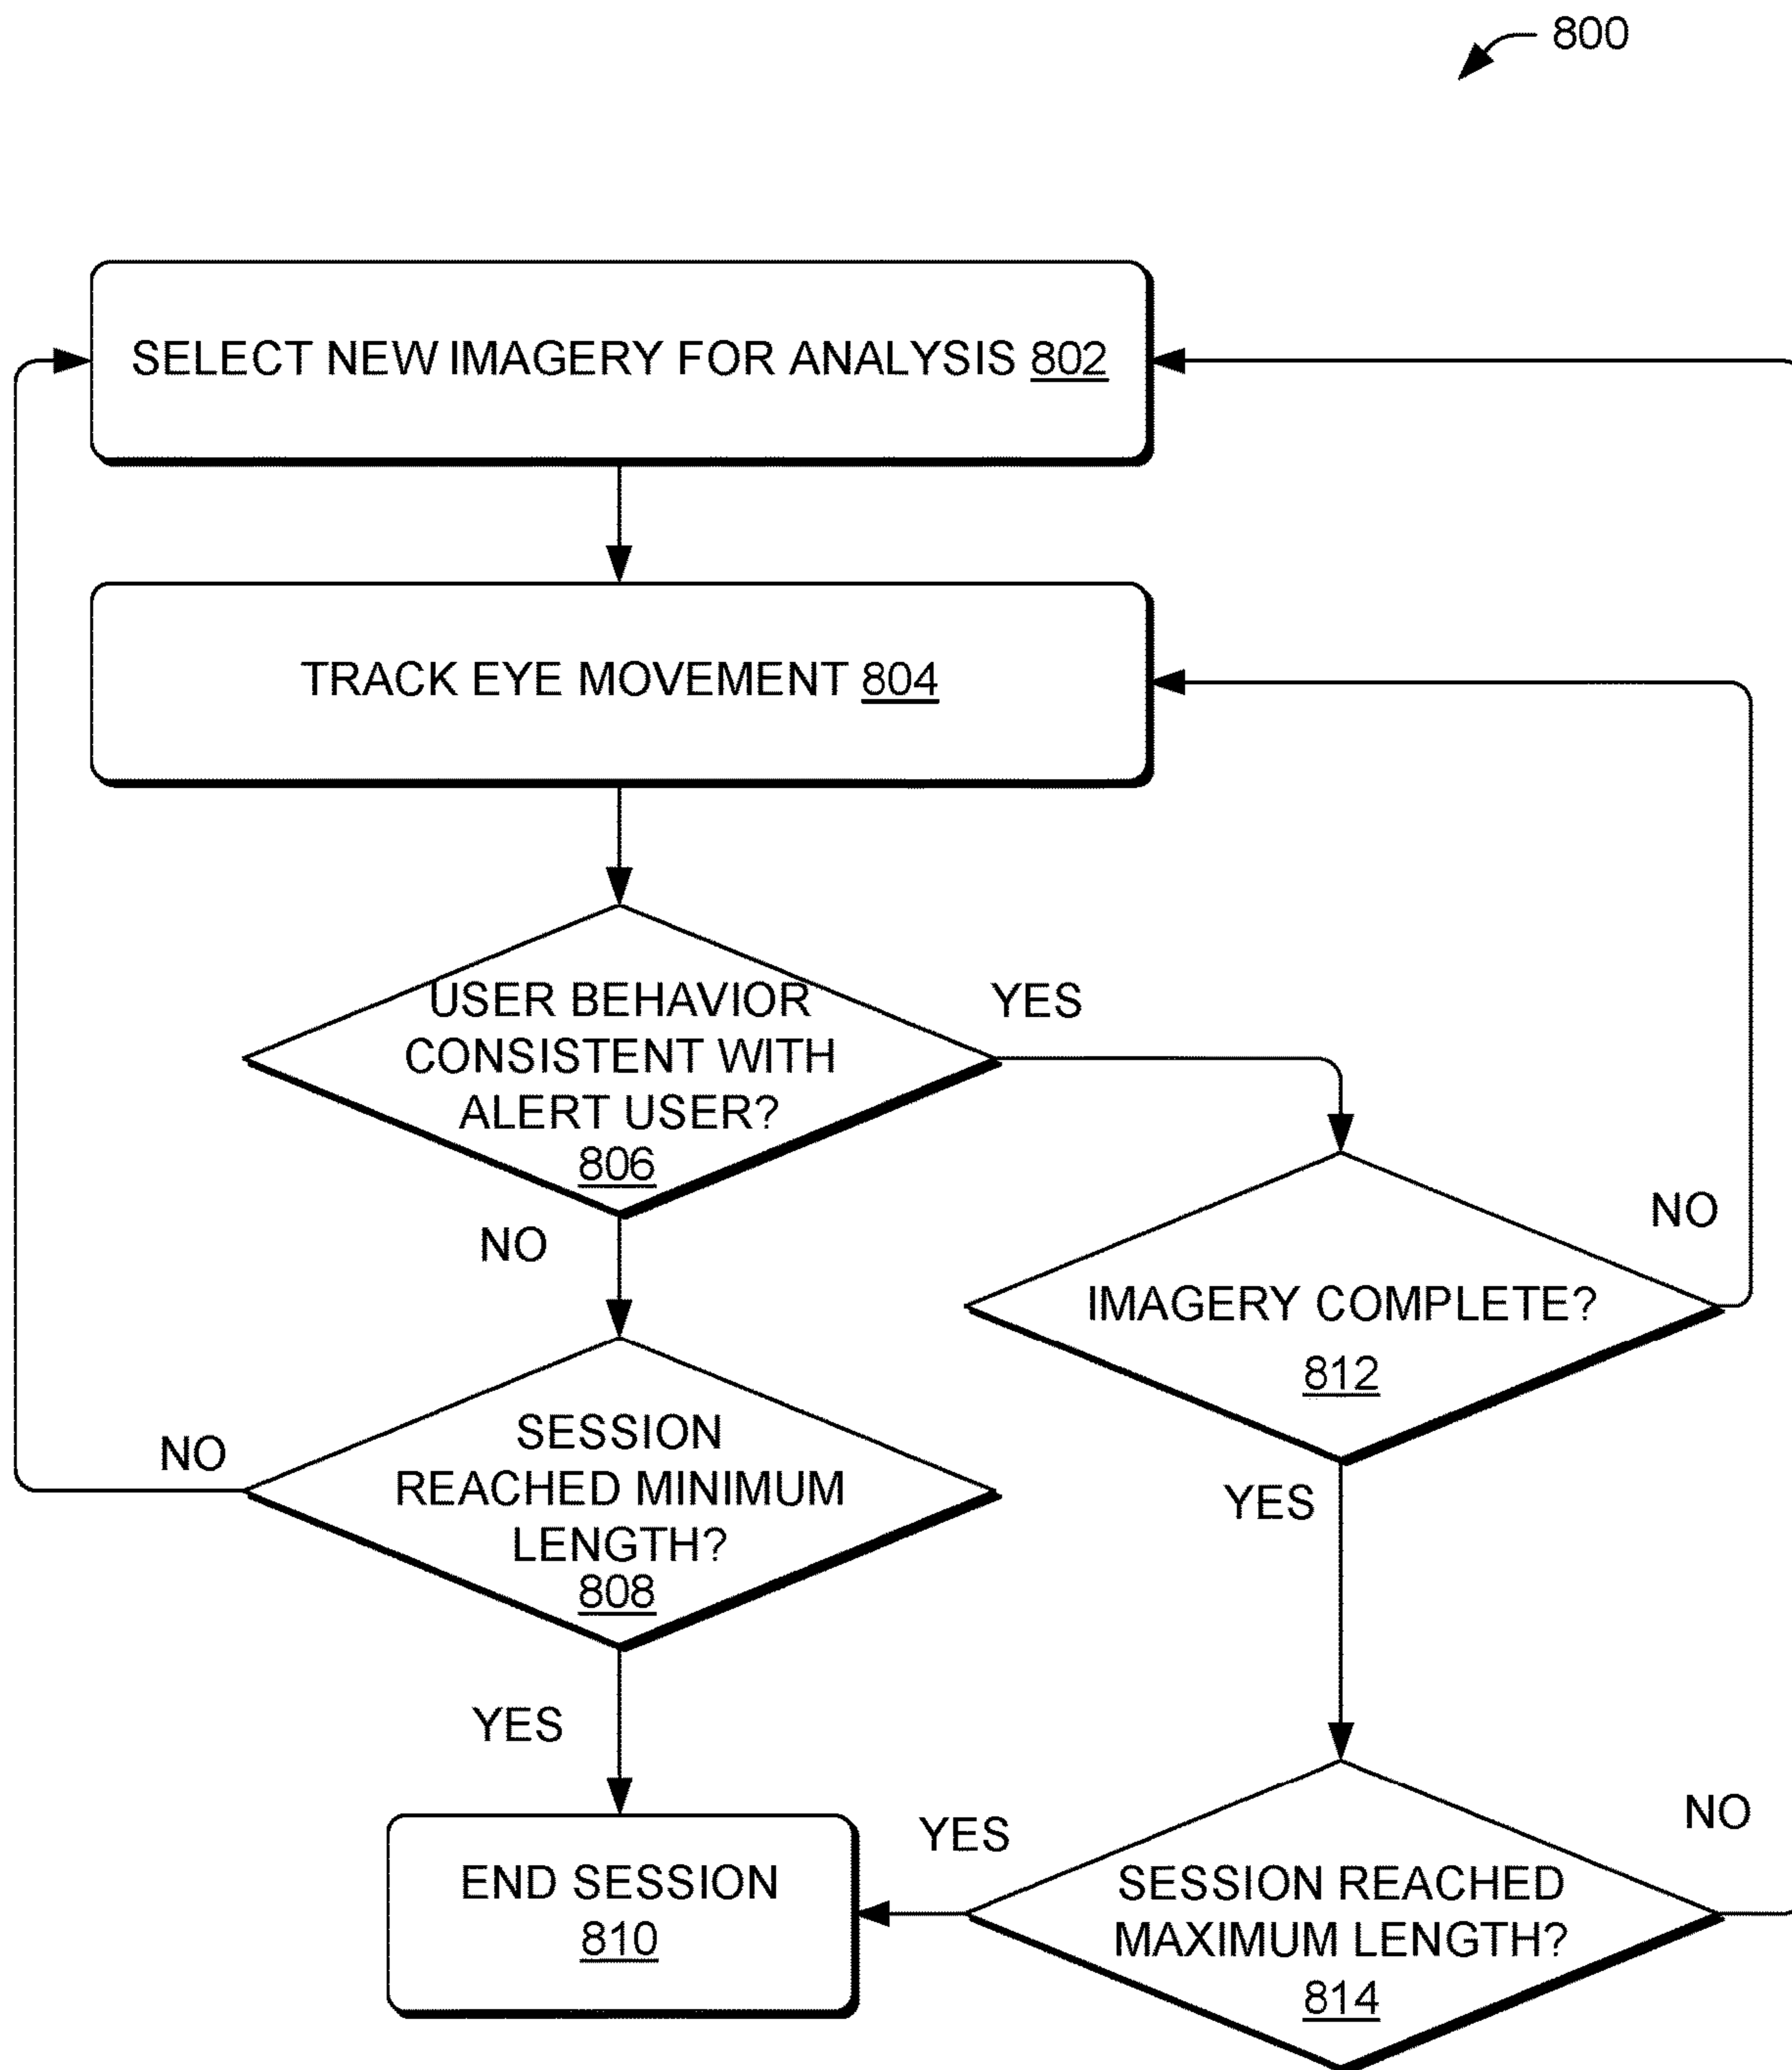 800
SELECT NEW IMAGERY FOR ANALYSIS 802
TRACK EYE MOVEMENT 804
USER BEHAVIOR
CONSISTENT WITH
ALERT USER?
806
YES
NO
IMAGERY COMPLETE?
812
NO
YES
SESSION
REACHED MINIMUM
LENGTH?
808
NO
YES
END SESSION
810
YES
SESSION REACHED
MAXIMUM LENGTH?
814
NO